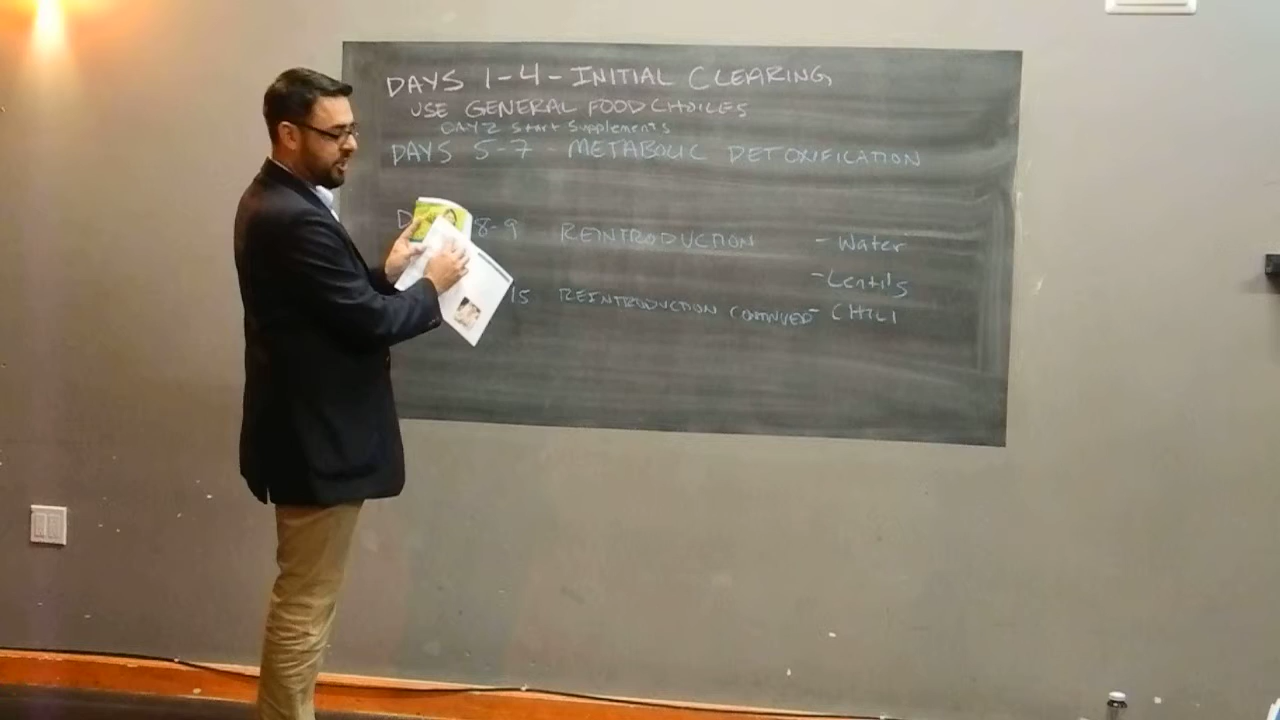 DAYS 1-4 - INITIAL CLEARING,
USE GENERAL FOOD CHOICES
DAY 2 Start Supplements
DAYS 5-7 - METABOLIC DETOXIFICATION
D 8-9 REINTRODUCTION - Water
- Lentils
15 REINTRODUCTION CONTINUED - CHILI